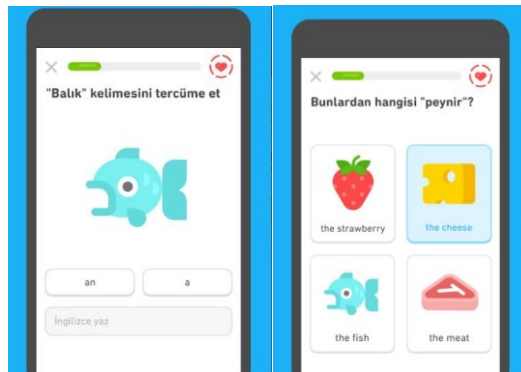 "Balık" kelimesini tercüme et
an
a
İngilizce yaz
Bunlardan hangisi "peynir"?
the strawberry
the cheese
the fish
the meat